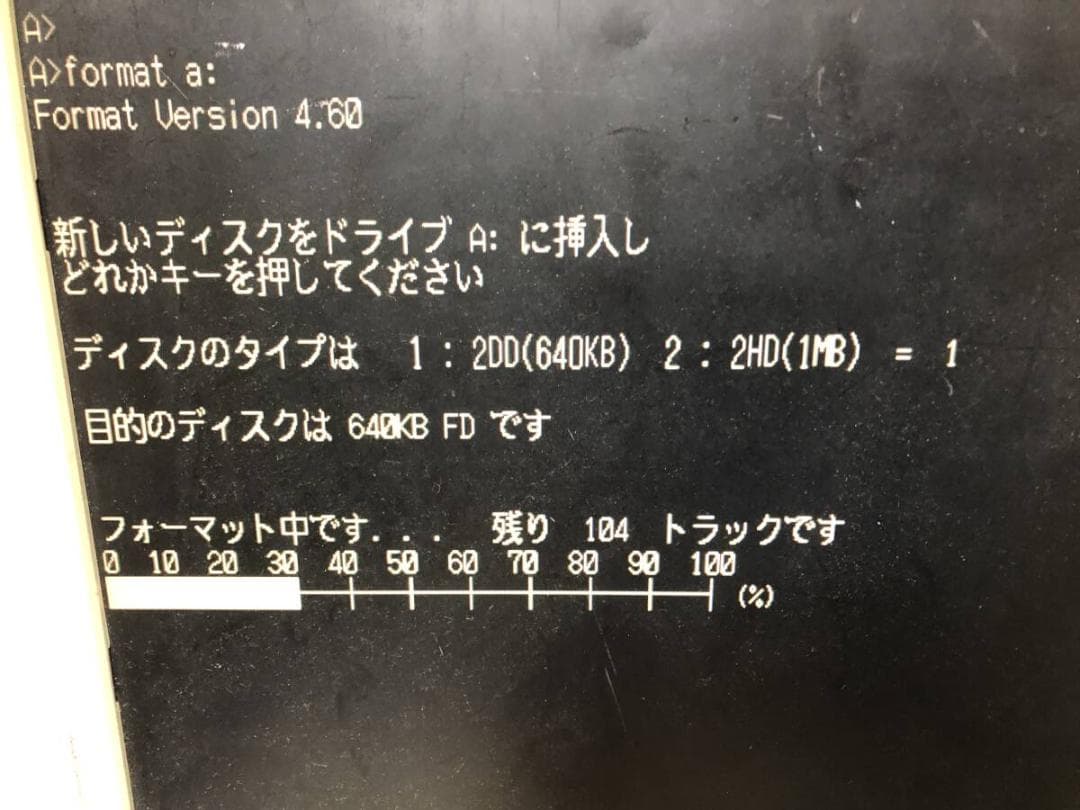 A>
A>format a:
Format Version 4.60
新しいディスクをドライブ A: に挿入し
どれかキーを押してください
ディスクのタイプは 1 : 2DD(640KB) 2 : 2HD(1MB) = 1
目的のディスクは 640KB FD です
フォーマット中です... 残り 104 トラックです
0 10 20 30 40 50 60 70 80 90 100
(%)